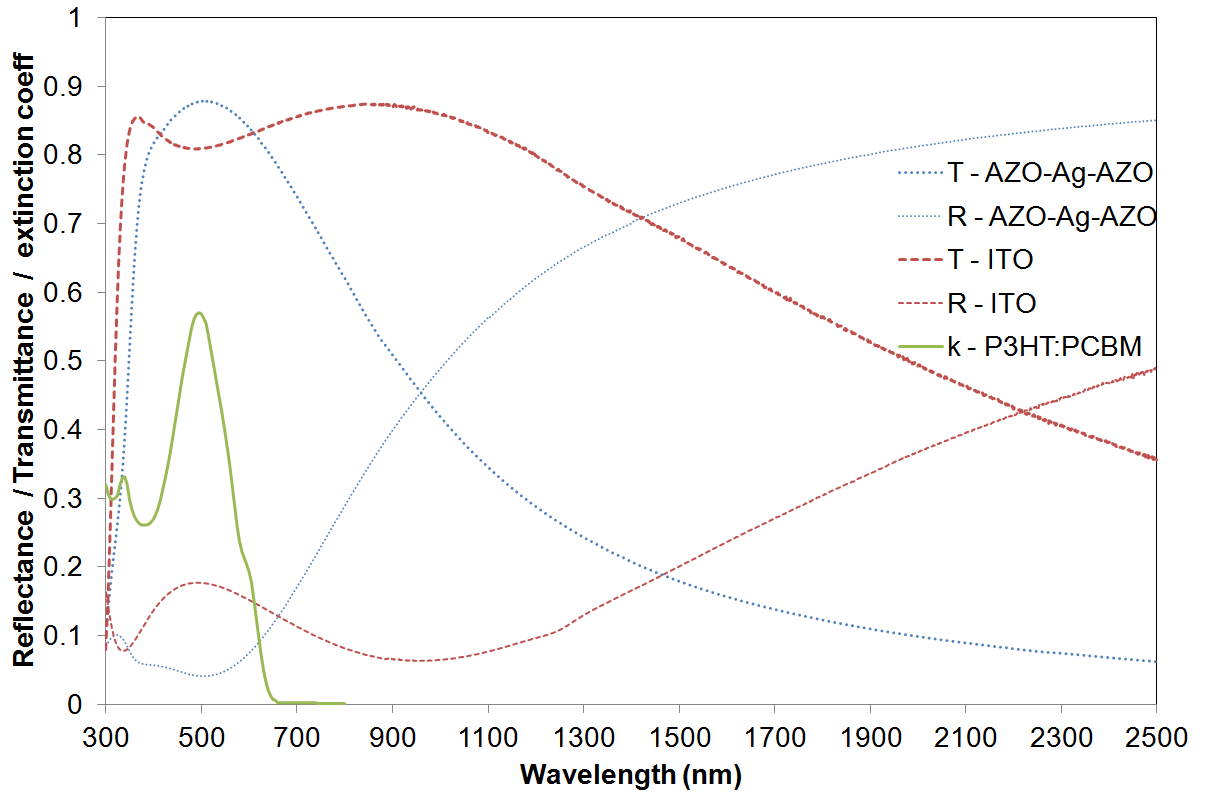 Reflectance / Transmittance / extinction coeff
1
0.9
0.8
0.7
0.6
0.5
0.4
0.3
0.2
0.1
0
T - AZO-Ag-AZO
R - AZO-Ag-AZO
T - ITO
R - ITO
k - P3HT:PCBM
300 500 700 900 1100 1300 1500 1700 1900 2100 2300 2500
Wavelength (nm)